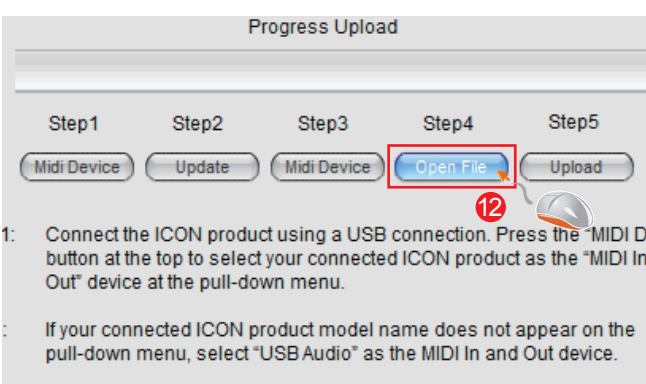 Progress Upload
Step1 Step2 Step3 Step4 Step5
Midi Device Update Midi Device Open File Upload
12
1: Connect the ICON product using a USB connection. Press the “MIDI D
button at the top to select your connected ICON product as the “MIDI In
Out” device at the pull-down menu.
: If your connected ICON product model name does not appear on the
pull-down menu, select “USB Audio” as the MIDI In and Out device.